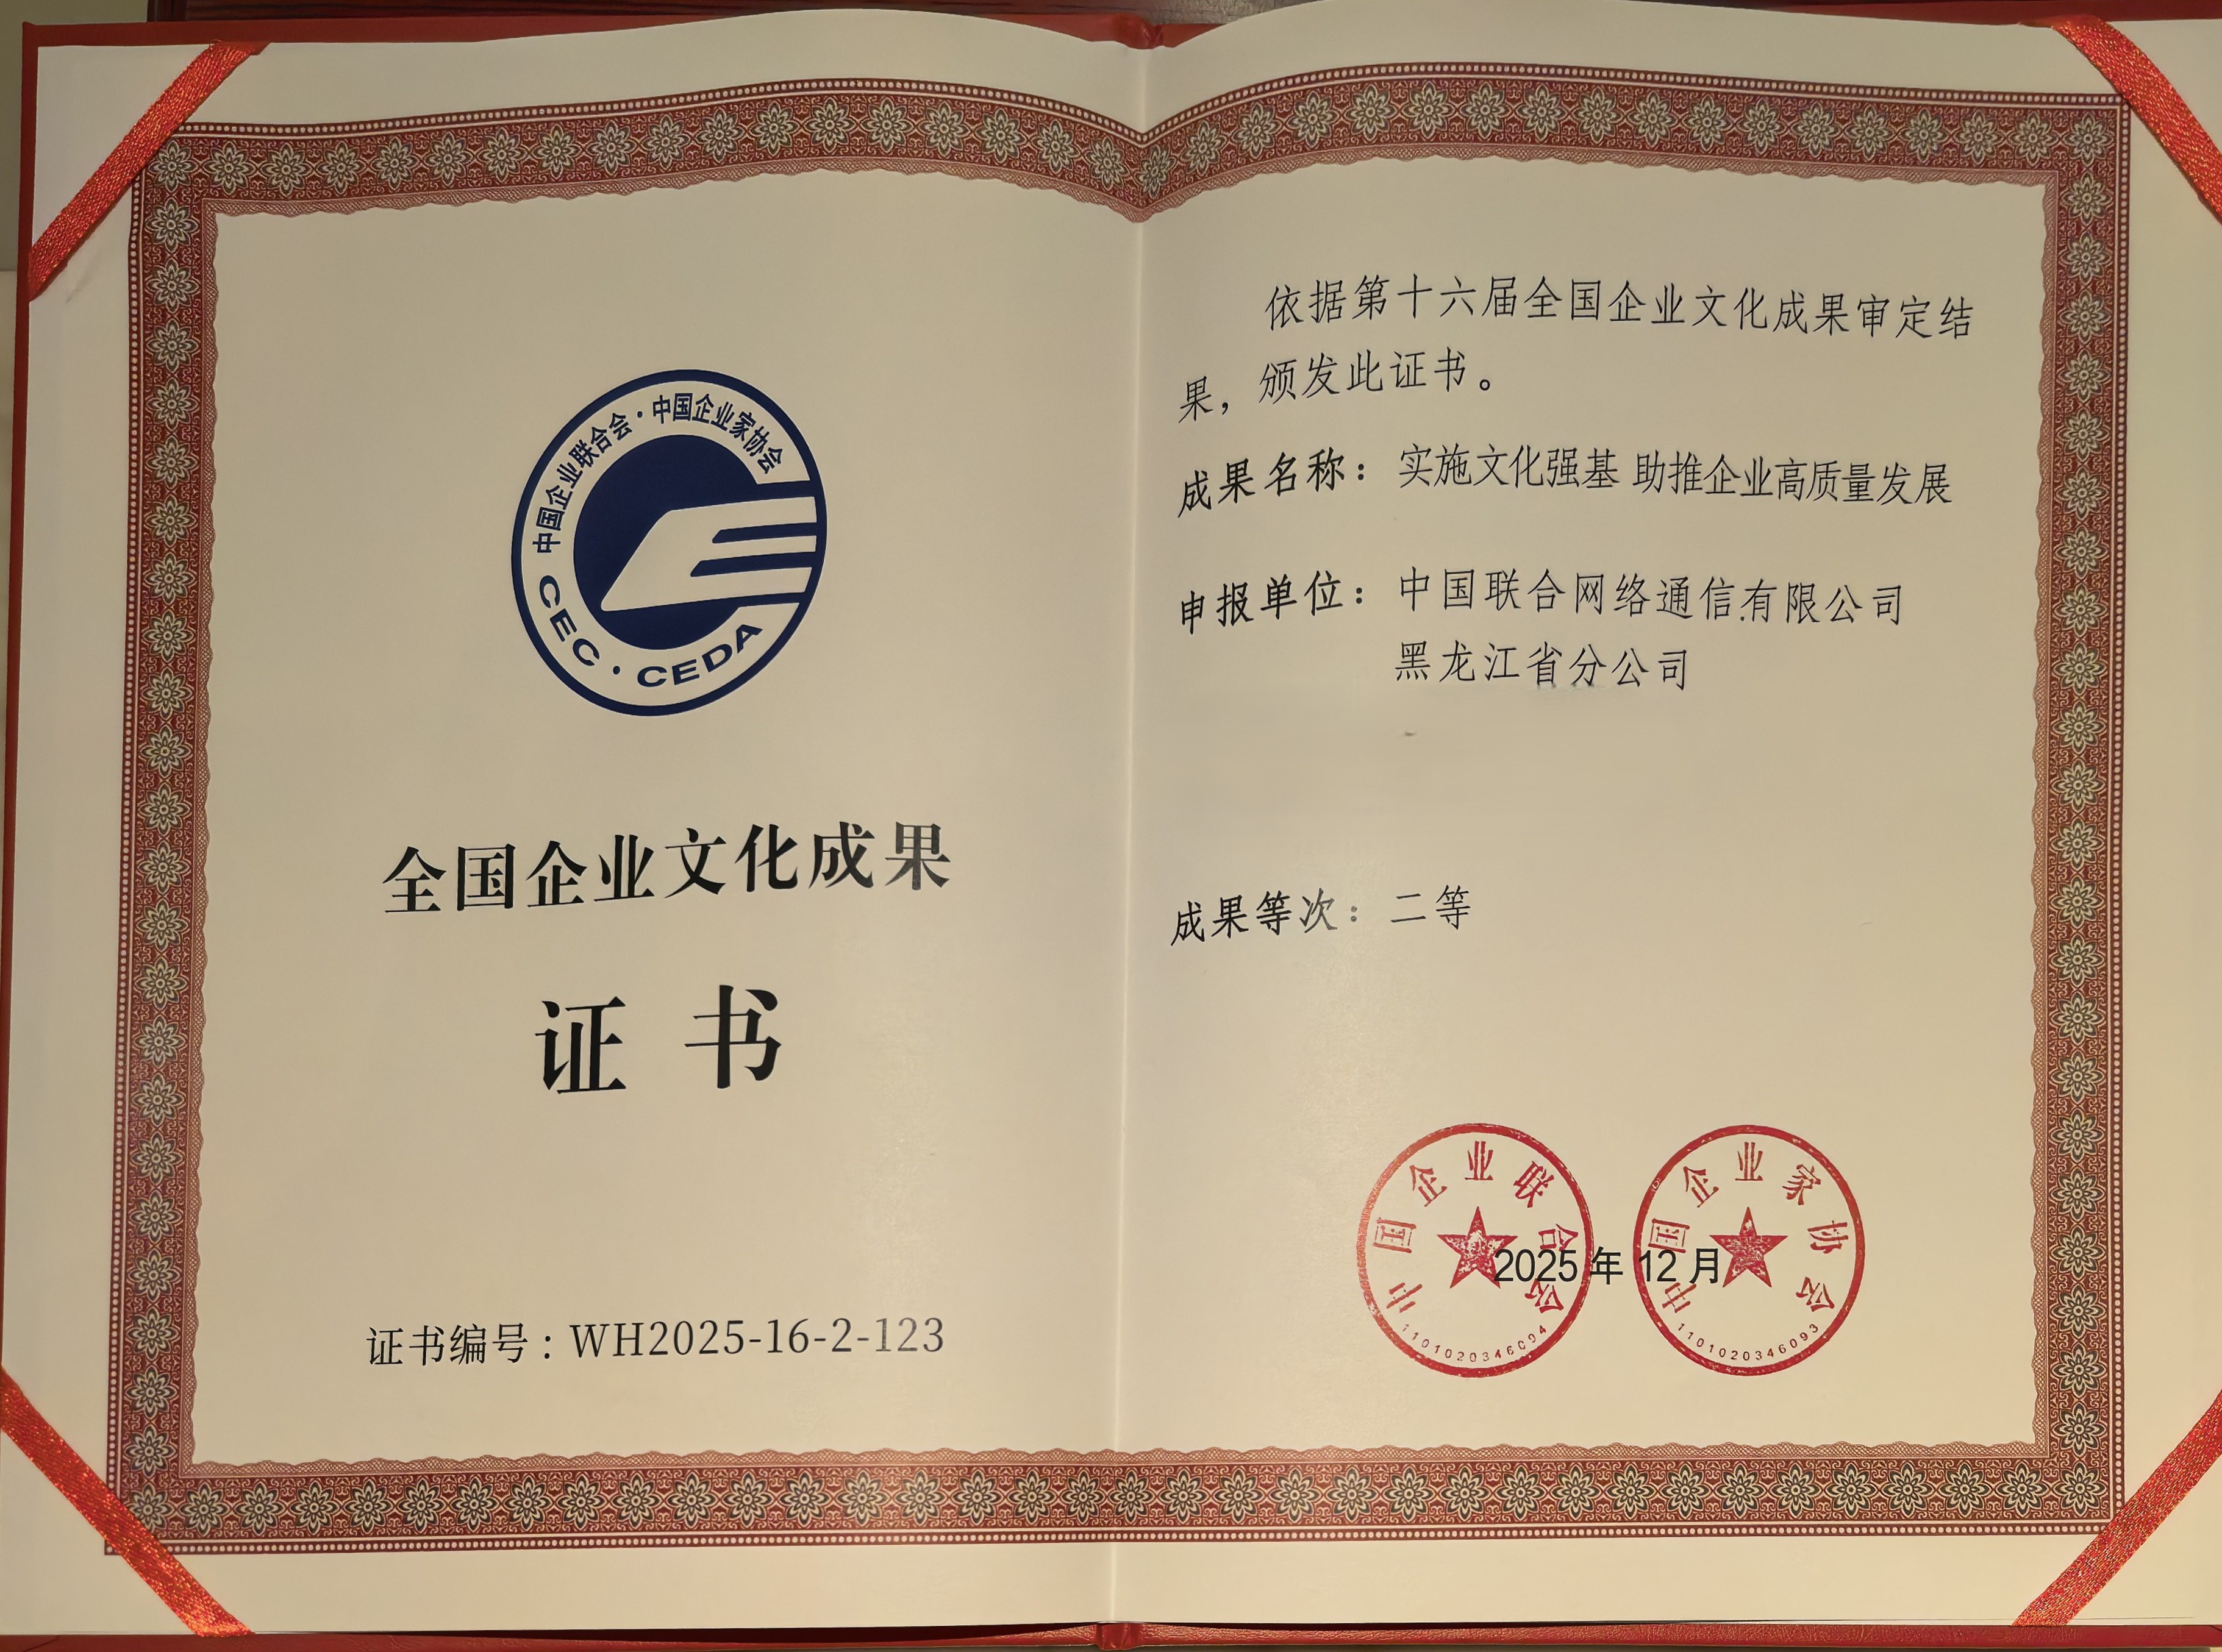 中国企业联合会·中国企业家协会
CEC·CEDA
全国企业文化成果
证书
证书编号：WH2025-16-2-123
依据第十六届全国企业文化成果审定结
果，颁发此证书。
成果名称：实施文化强基 助推企业高质量发展
申报单位：中国联合网络通信有限公司
黑龙江省分公司
成果等次：二等
中国企业联合会
1101020346094
中国企业家协会
1101020346093
2025年12月